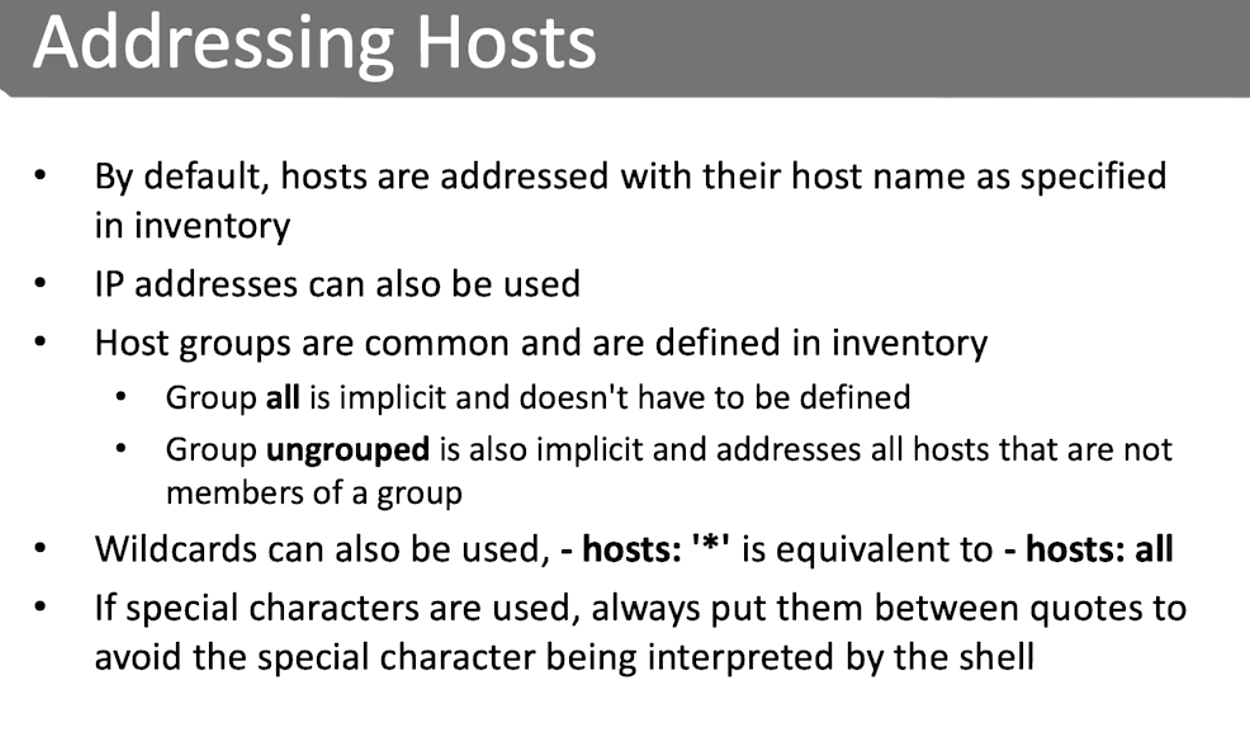 Addressing Hosts
• By default, hosts are addressed with their host name as specified
in inventory
• IP addresses can also be used
• Host groups are common and are defined in inventory
• Group all is implicit and doesn't have to be defined
• Group ungrouped is also implicit and addresses all hosts that are not
members of a group
• Wildcards can also be used, - hosts: '*' is equivalent to - hosts: all
• If special characters are used, always put them between quotes to
avoid the special character being interpreted by the shell